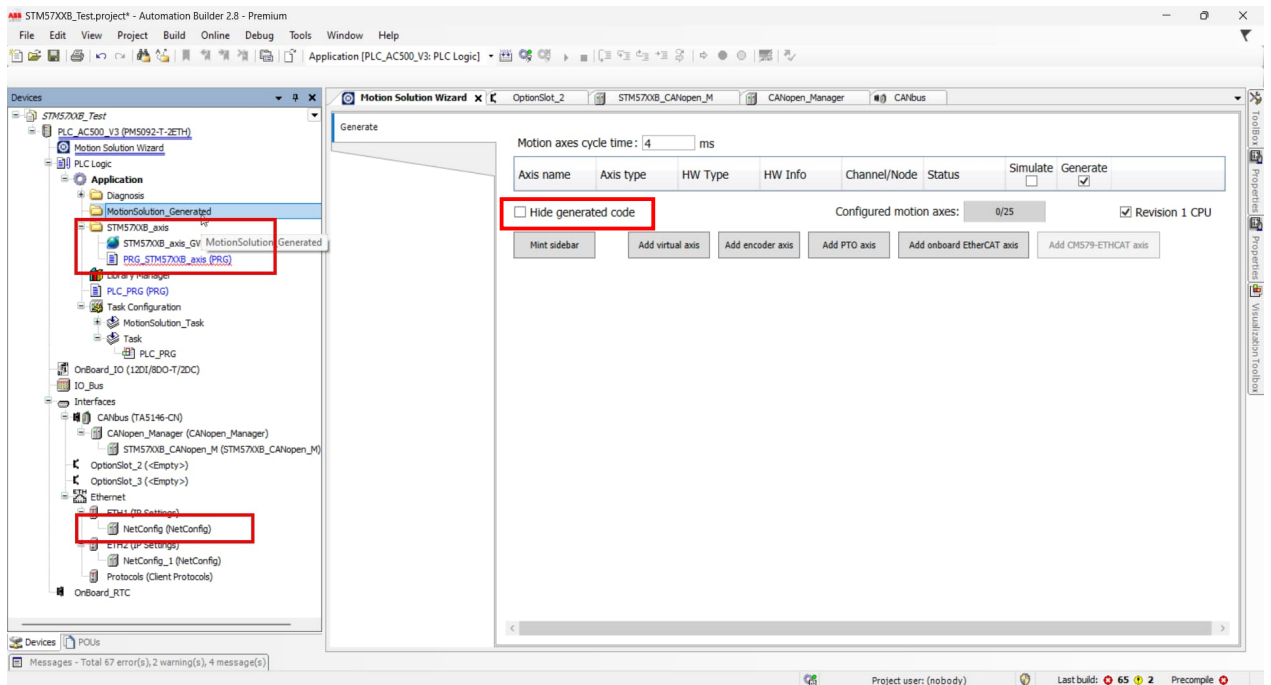 ABB STM57XXB_Test.project* - Automation Builder 2.8 - Premium
File Edit View Project Build Online Debug Tools Window Help
Application [PLC_AC500_V3: PLC Logic]
Devices
STM57XXB_Test
PLC_AC500_V3 (PM5092-T-2ETH)
Motion Solution Wizard
PLC Logic
Application
Diagnosis
MotionSolution_Generated
STM57XXB_axis
STM57XXB_axis_GV
MotionSolution_Generated
PRG_STM57XXB_axis (PRG)
Library Manager
PLC_PRG (PRG)
Task Configuration
MotionSolution_Task
Task
PLC_PRG
OnBoard_IO (12DI/8DO-T/2DC)
IO_Bus
Interfaces
CANbus (TA5146-CN)
CANopen_Manager (CANopen_Manager)
STM57XXB_CANopen_M (STM57XXB_CANopen_M)
OptionSlot_2 (<Empty>)
OptionSlot_3 (<Empty>)
Ethernet
ETH1 (IP Settings)
NetConfig (NetConfig)
ETH2 (IP Settings)
NetConfig_1 (NetConfig)
Protocols (Client Protocols)
OnBoard_RTC
Devices POUs
Motion Solution Wizard OptionSlot_2 STM57XXB_CANopen_M CANopen_Manager CANbus
Generate
Motion axes cycle time: 4 ms
Axis name Axis type HW Type HW Info Channel/Node Status Simulate Generate
Hide generated code Configured motion axes: 0/25 Revision 1 CPU
Mint sidebar Add virtual axis Add encoder axis Add PTO axis Add onboard EtherCAT axis Add CM579-ETHCAT axis
ToolBox
Properties
Properties
Visualization Toolbox
Messages - Total 67 error(s), 2 warning(s), 4 message(s)
Project user: (nobody) Last build: 65 2 Precompile